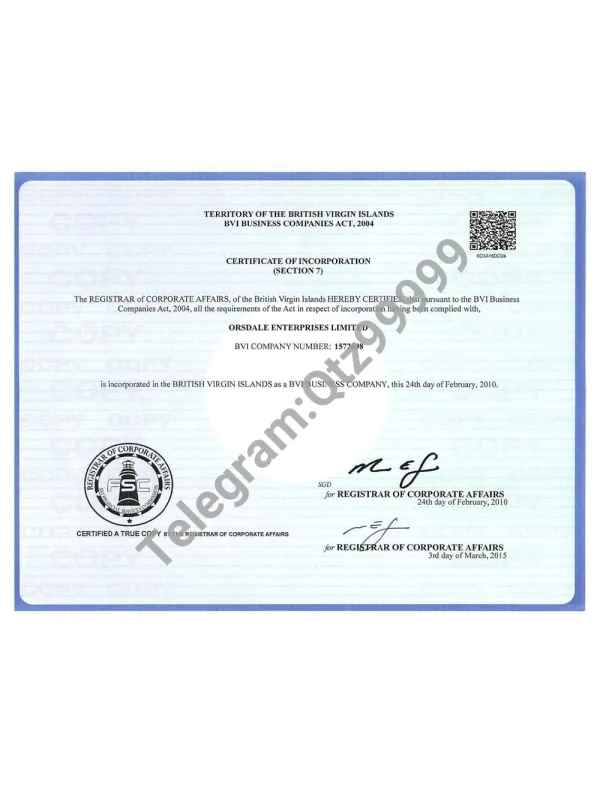 TERRITORY OF THE BRITISH VIRGIN ISLANDS
BVI BUSINESS COMPANIES ACT, 2004
6D3A16DD24
CERTIFICATE OF INCORPORATION
(SECTION 7)
The REGISTRAR of CORPORATE AFFAIRS, of the British Virgin Islands HEREBY CERTIFIES, that pursuant to the BVI Business
Companies Act, 2004, all the requirements of the Act in respect of incorporation having been complied with,
ORSDALE ENTERPRISES LIMITED
BVI COMPANY NUMBER:
is incorporated in the BRITISH VIRGIN ISLANDS as a BVI BUSINESS COMPANY, this 24th day of February, 2010.
REGISTRAR OF CORPORATE AFFAIRS
FSC
SGD
for REGISTRAR OF CORPORATE AFFAIRS
24th day of February, 2010
CERTIFIED A TRUE COPY BY THE REGISTRAR OF CORPORATE AFFAIRS
for REGISTRAR OF CORPORATE AFFAIRS
3rd day of March, 2015
COPY COPY
Telegram:Qtz99999